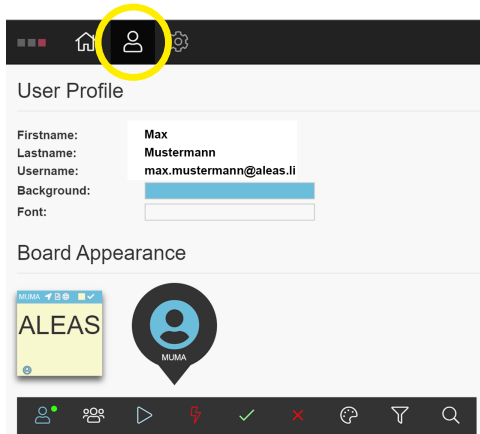 User Profile
Firstname: Max
Lastname: Mustermann
Username: max.mustermann@aleas.li
Background:
Font:
Board Appearance
MUMA
ALEAS
MUMA